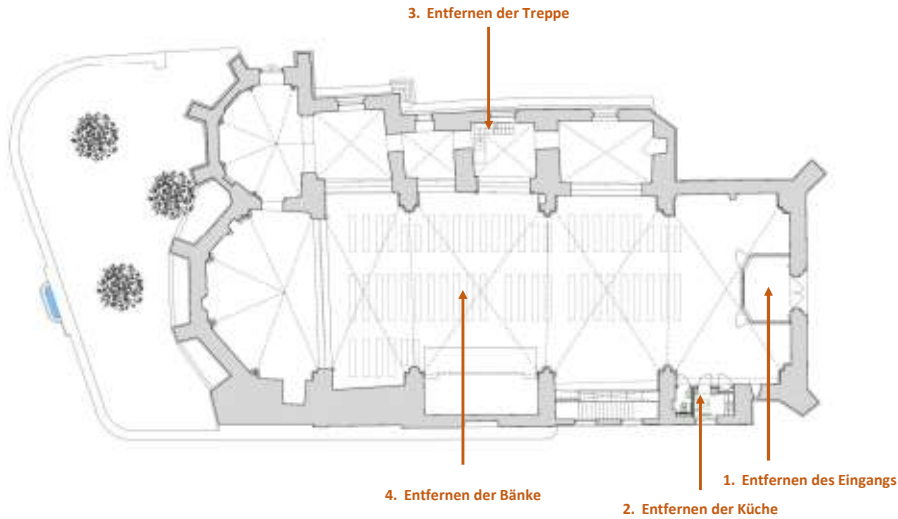 3. Entfernen der Treppe
1. Entfernen des Eingangs
4. Entfernen der Bänke
2. Entfernen der Küche